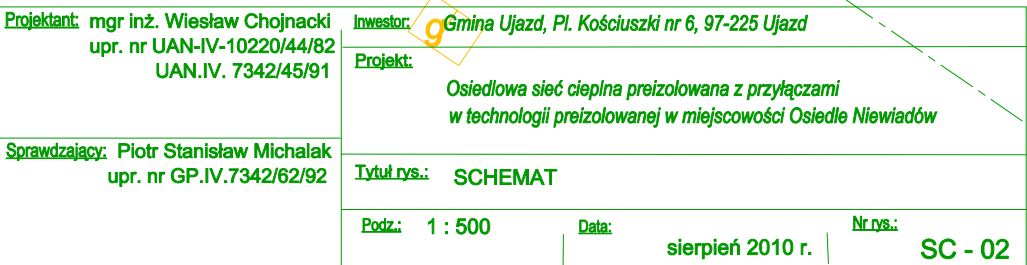 Projektant: mgr inż. Wiesław Chojnacki
upr. nr UAN-IV-10220/44/82
UAN.IV. 7342/45/91
Sprawdzający: Piotr Stanisław Michalak
upr. nr GP.IV.7342/62/92
Inwestor: Gmina Ujazd, Pl. Kościuszki nr 6, 97-225 Ujazd
g
Projekt:
Osiedlowa sieć cieplna preizolowana z przyłączami
w technologii preizolowanej w miejscowości Osiedle Niewiadów
Tytuł rys.: SCHEMAT
Podz.: 1 : 500
Data:
sierpień 2010 r.
Nr rys.:
SC - 02